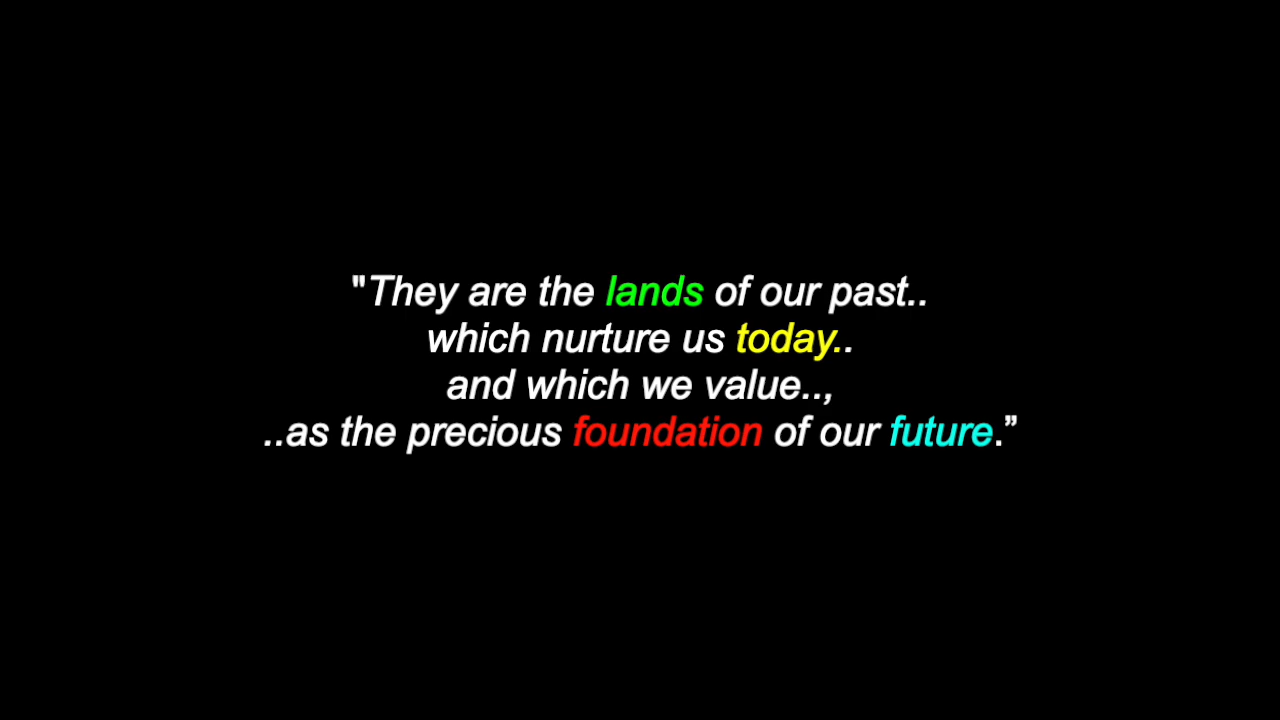 "They are the lands of our past..
which nurture us today..
and which we value..,
..as the precious foundation of our future.”